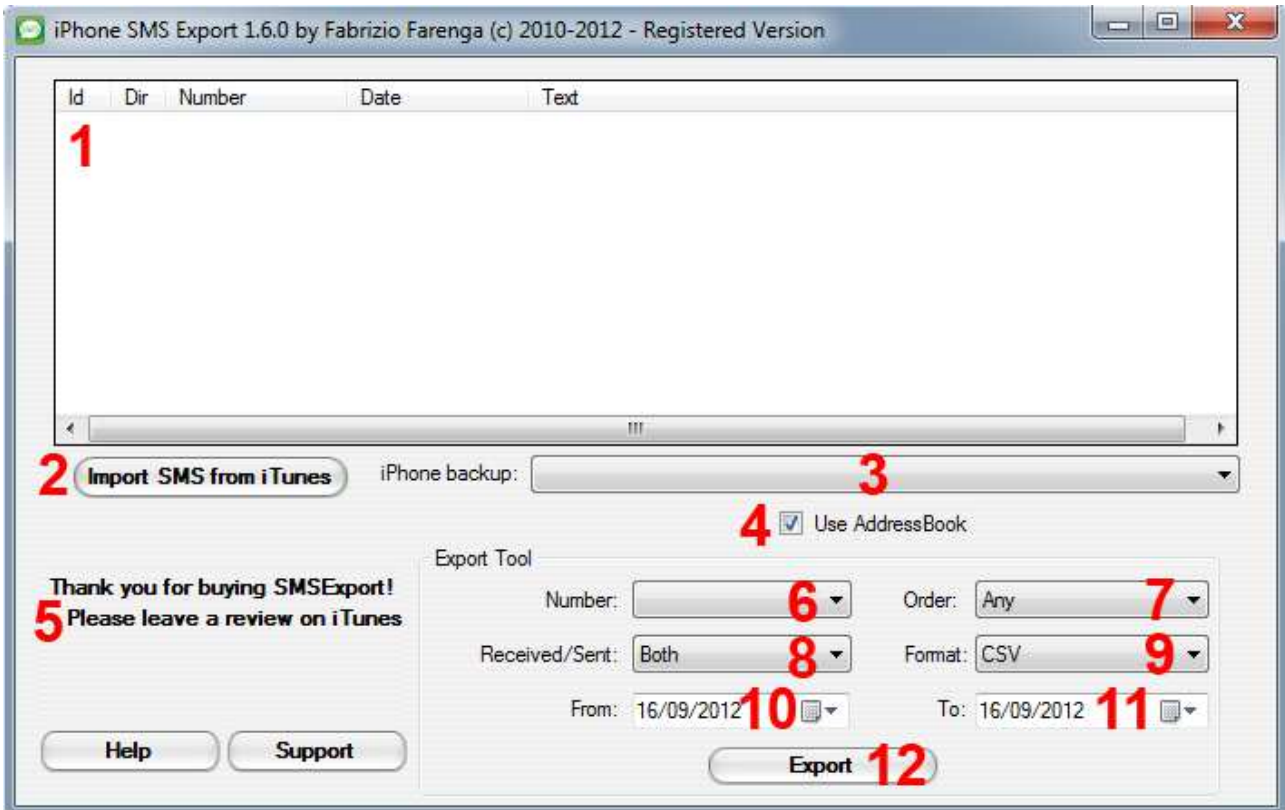 iPhone SMS Export 1.6.0 by Fabrizio Farenga (c) 2010-2012 - Registered Version
Id Dir Number Date Text
1
2 Import SMS from iTunes iPhone backup: 3
4 Use AddressBook
Export Tool
Thank you for buying SMSExport!
5 Please leave a review on iTunes
Number: 6 Order: Any 7
Received/Sent: Both 8 Format: CSV 9
From: 16/09/2012 10 To: 16/09/2012 11
Help Support
Export 12